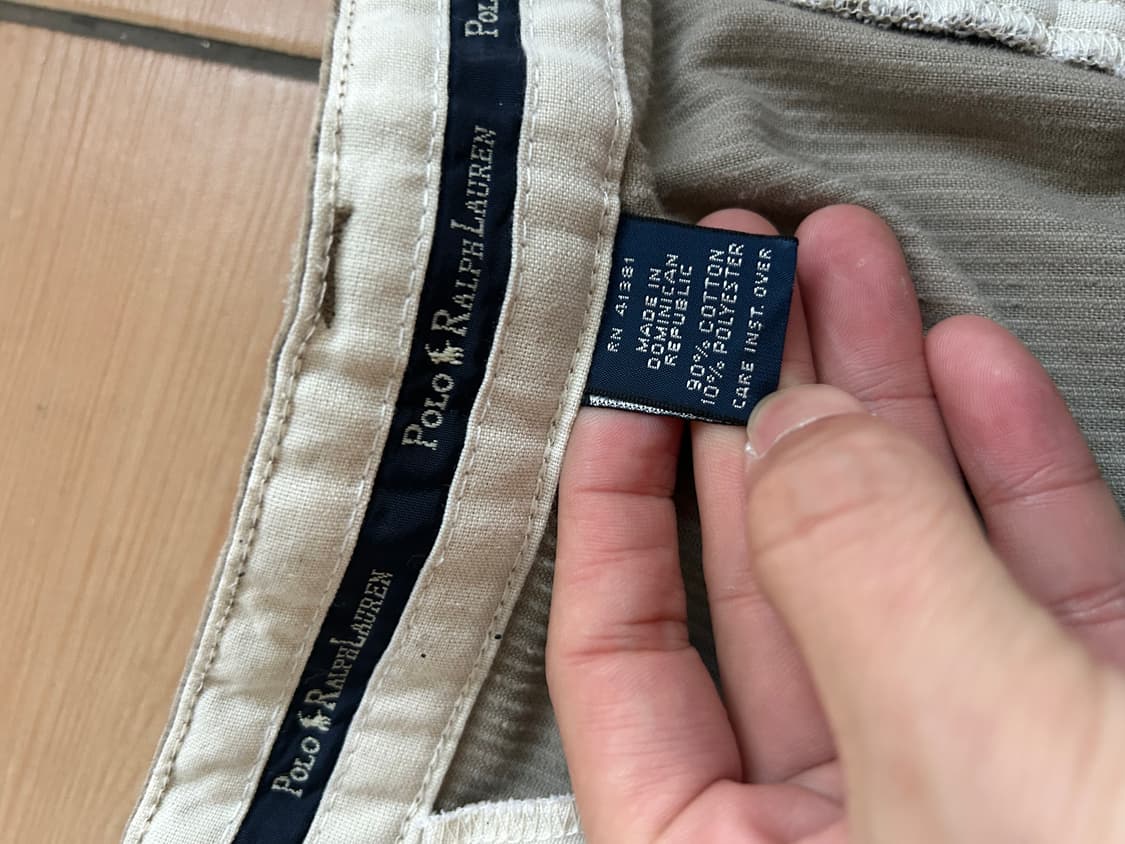 POLO
POLO RALPH LAUREN
POLO RALPH LAUREN
RN 41381
MADE IN
DOMINICAN
REPUBLIC
90% COTTON
10% POLYESTER
CARE INST. OVER